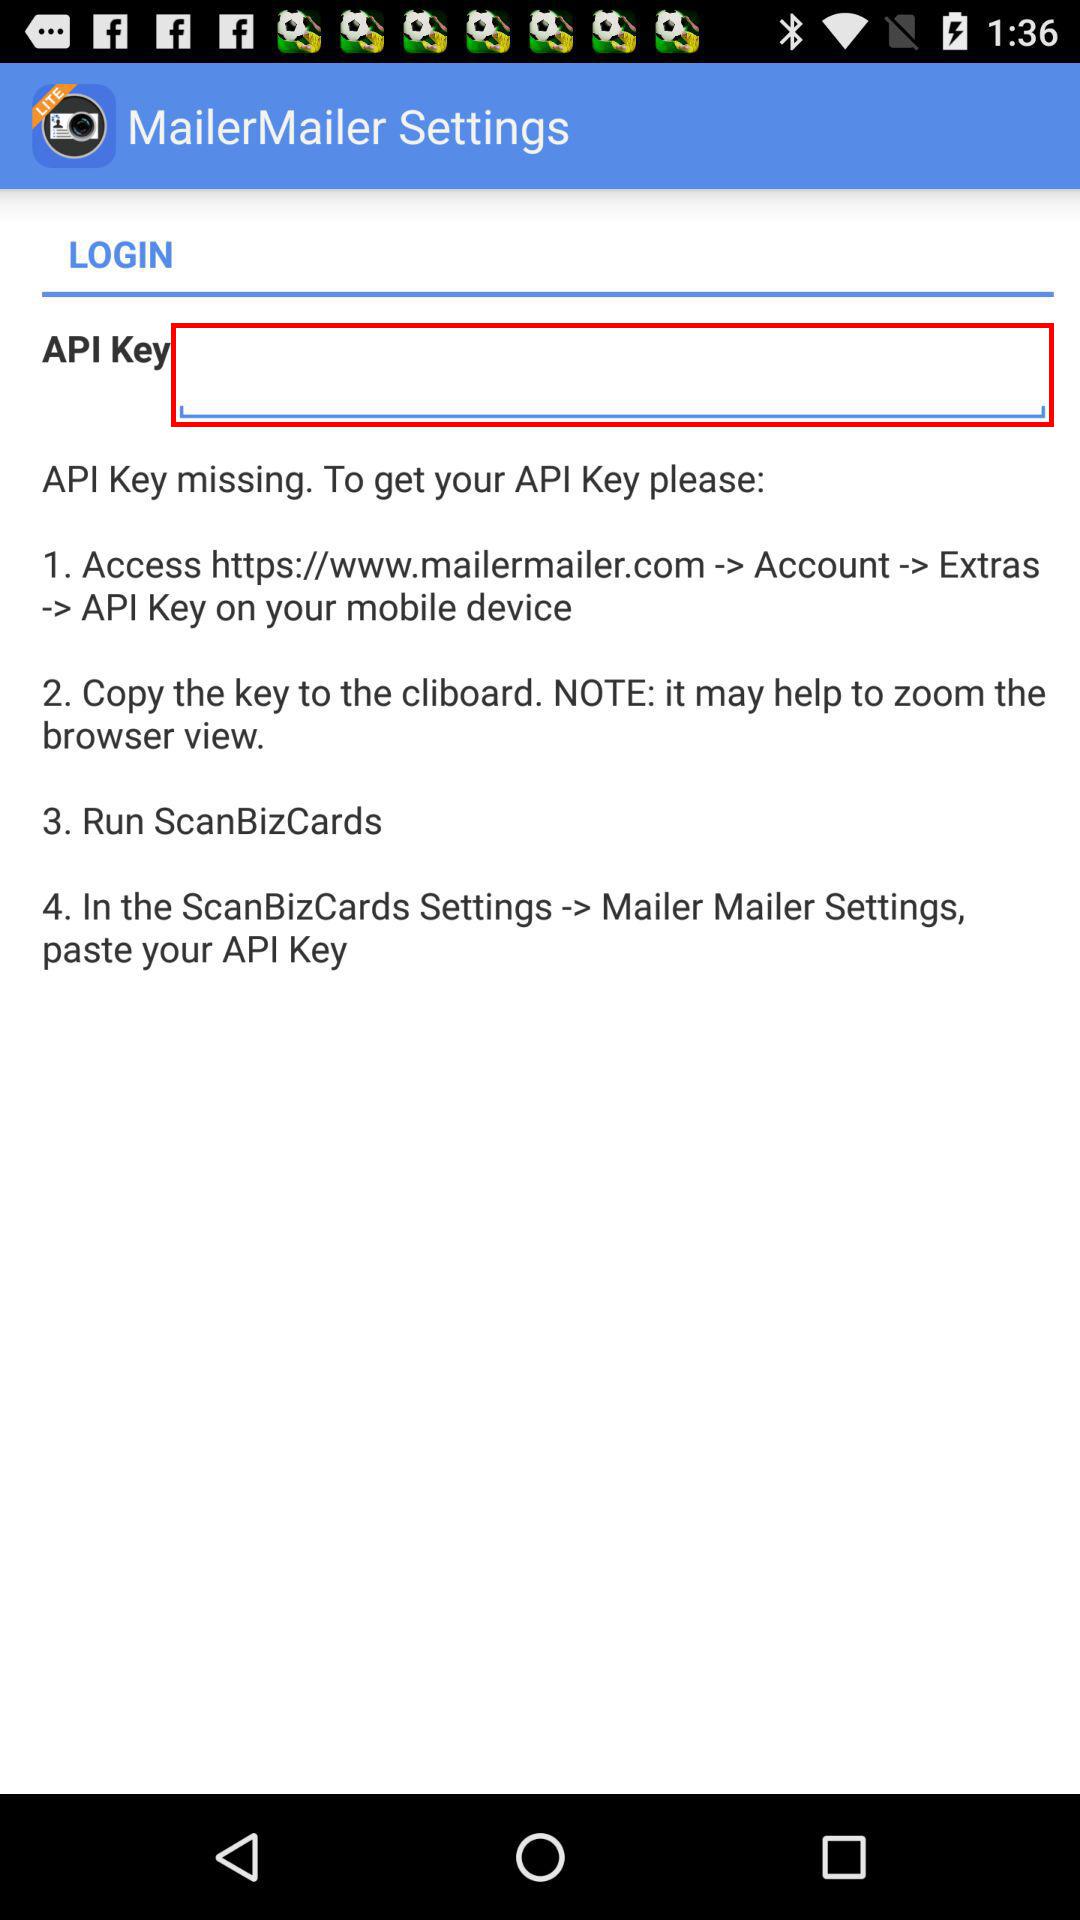 1:36
LITE
MailerMailer Settings
LOGIN
API Key
API Key missing. To get your API Key please:
1. Access https://www.mailermailer.com -> Account -> Extras
-> API Key on your mobile device
2. Copy the key to the cliboard. NOTE: it may help to zoom the
browser view.
3. Run ScanBizCards
4. In the ScanBizCards Settings -> Mailer Mailer Settings,
paste your API Key